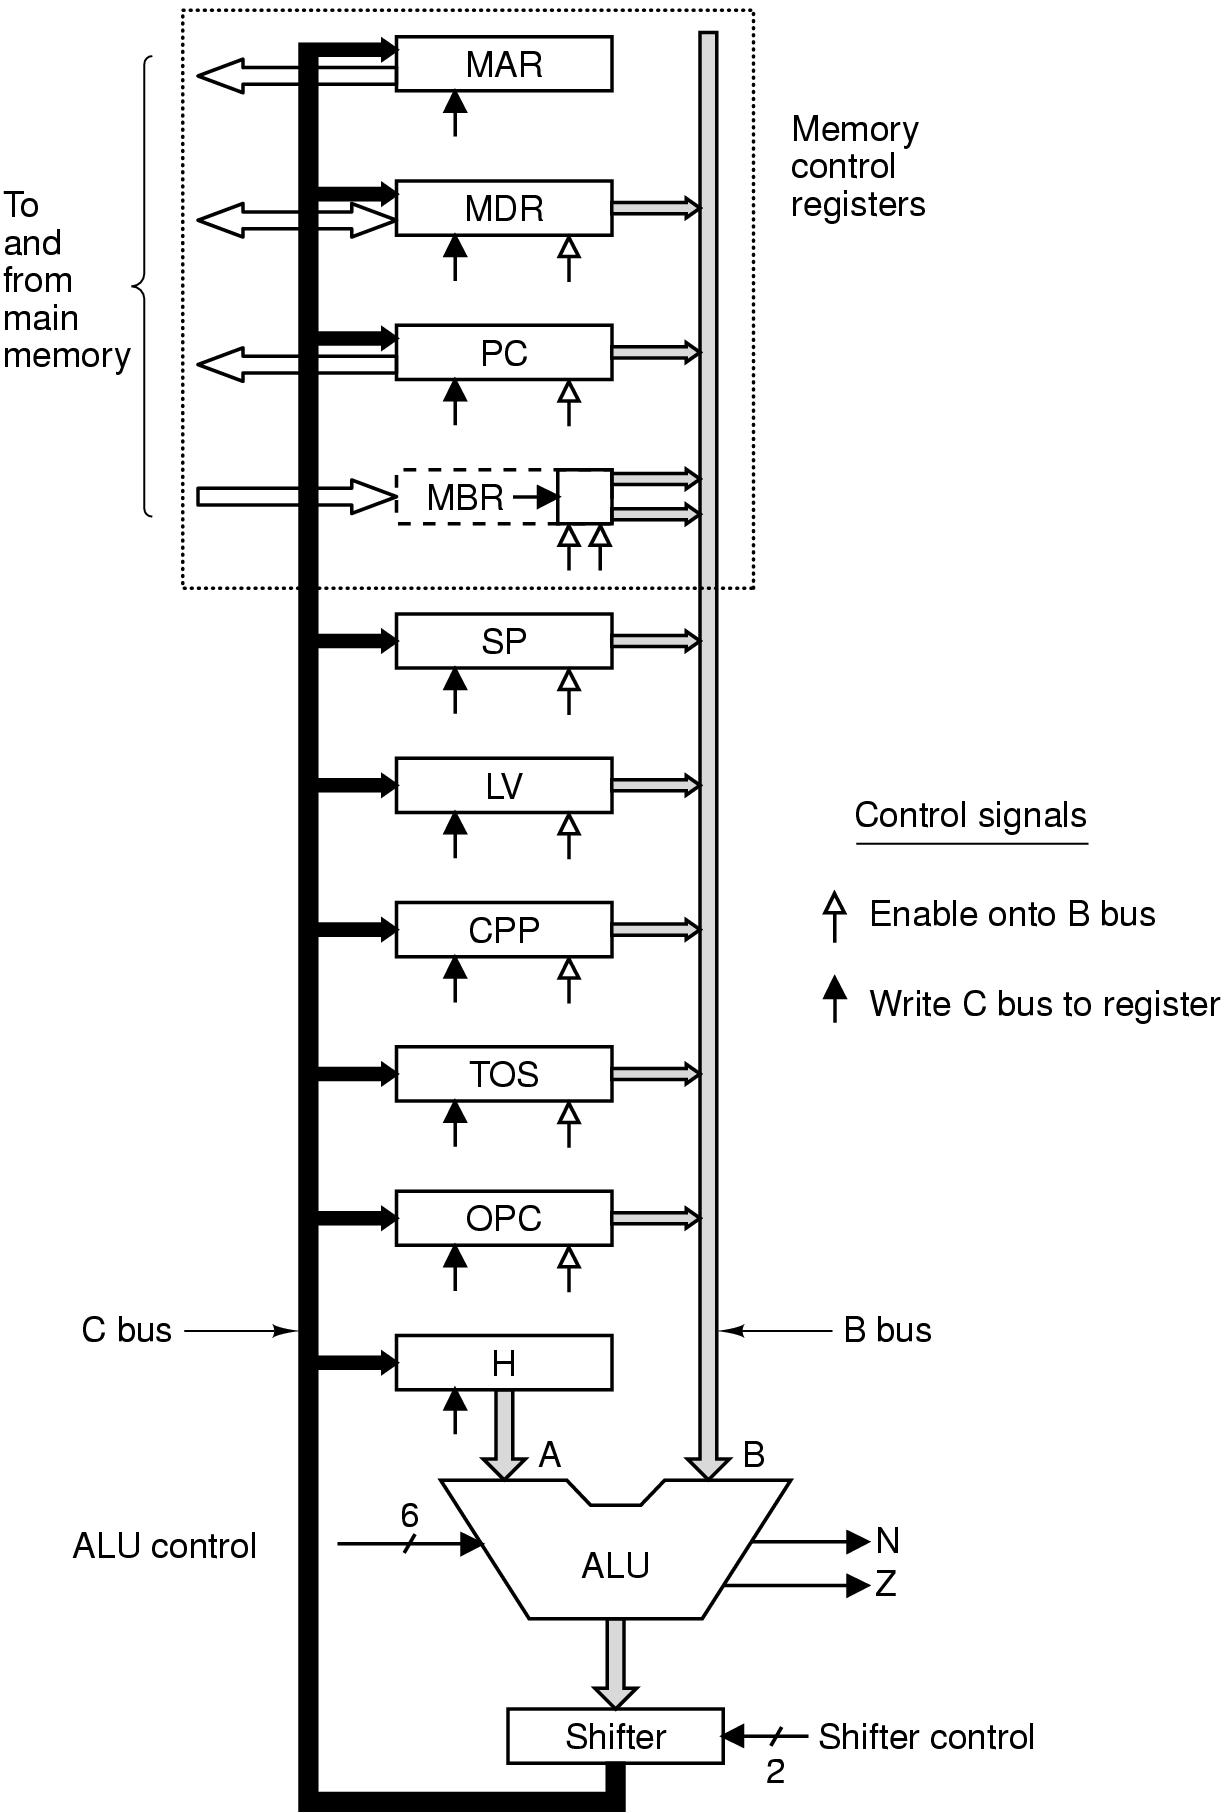 MAR
Memory
control
registers
To
and
from
main
memory
MDR
PC
MBR
SP
LV
Control signals
Enable onto B bus
CPP
Write C bus to register
TOS
OPC
C bus
B bus
H
A
B
6
ALU control
ALU
N
Z
Shifter
Shifter control
2